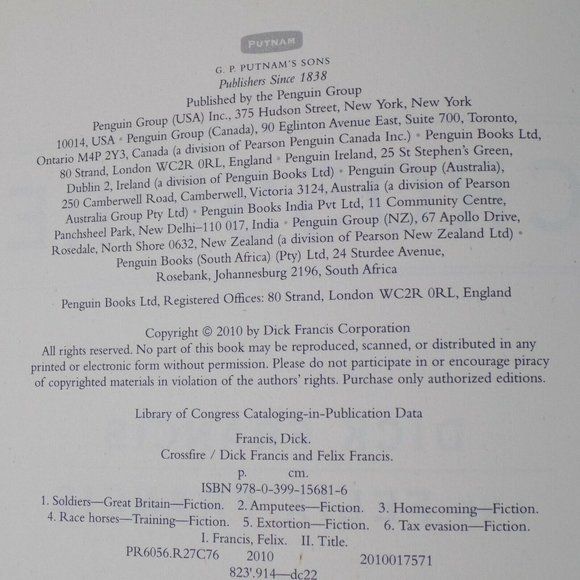 PUTNAM
G. P. PUTNAM'S SONS
Publishers Since 1838
Published by the Penguin Group
Penguin Group (USA) Inc., 375 Hudson Street, New York, New York
10014, USA • Penguin Group (Canada), 90 Eglinton Avenue East, Suite 700, Toronto,
Ontario M4P 2Y3, Canada (a division of Pearson Penguin Canada Inc.) • Penguin Books Ltd,
80 Strand, London WC2R 0RL, England • Penguin Ireland, 25 St Stephen's Green,
Dublin 2, Ireland (a division of Penguin Books Ltd) • Penguin Group (Australia),
250 Camberwell Road, Camberwell, Victoria 3124, Australia (a division of Pearson
Australia Group Pty Ltd) • Penguin Books India Pvt Ltd, 11 Community Centre,
Panchsheel Park, New Delhi–110 017, India • Penguin Group (NZ), 67 Apollo Drive,
Rosedale, North Shore 0632, New Zealand (a division of Pearson New Zealand Ltd) •
Penguin Books (South Africa) (Pty) Ltd, 24 Sturdee Avenue,
Rosebank, Johannesburg 2196, South Africa
Penguin Books Ltd, Registered Offices: 80 Strand, London WC2R 0RL, England
Copyright © 2010 by Dick Francis Corporation
All rights reserved. No part of this book may be reproduced, scanned, or distributed in any
printed or electronic form without permission. Please do not participate in or encourage piracy
of copyrighted materials in violation of the authors' rights. Purchase only authorized editions.
Library of Congress Cataloging-in-Publication Data
Francis, Dick.
Crossfire / Dick Francis and Felix Francis.
p. cm.
ISBN 978-0-399-15681-6
1. Soldiers—Great Britain—Fiction. 2. Amputees—Fiction. 3. Homecoming—Fiction.
4. Race horses—Training—Fiction. 5. Extortion—Fiction. 6. Tax evasion—Fiction.
I. Francis, Felix. II. Title.
PR6056.R27C76 2010 2010017571
823'.914—dc22